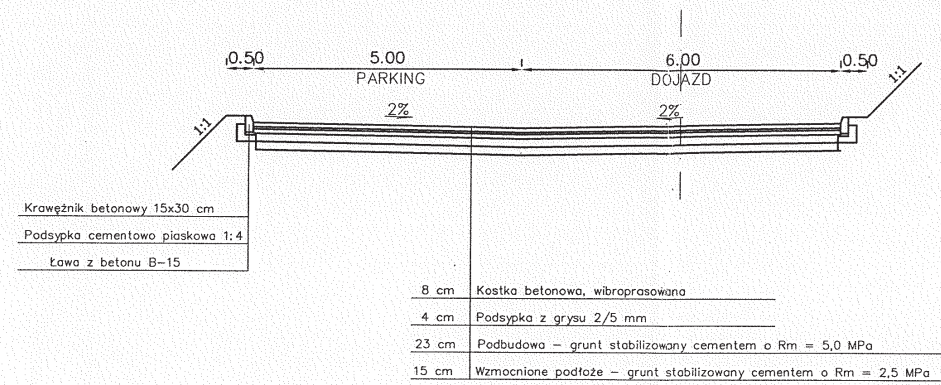 0.50 5.00 6.00 0.50
PARKING DOJAZD
1:1 2% 2% 1:1
Krawężnik betonowy 15x30 cm
Podsypka cementowo piaskowa 1:4
Ława z betonu B-15
8 cm Kostka betonowa, wibroprasowana
4 cm Podsypka z grysu 2/5 mm
23 cm Podbudowa – grunt stabilizowany cementem o Rm = 5,0 MPa
15 cm Wzmocnione podłoże – grunt stabilizowany cementem o Rm = 2,5 MPa